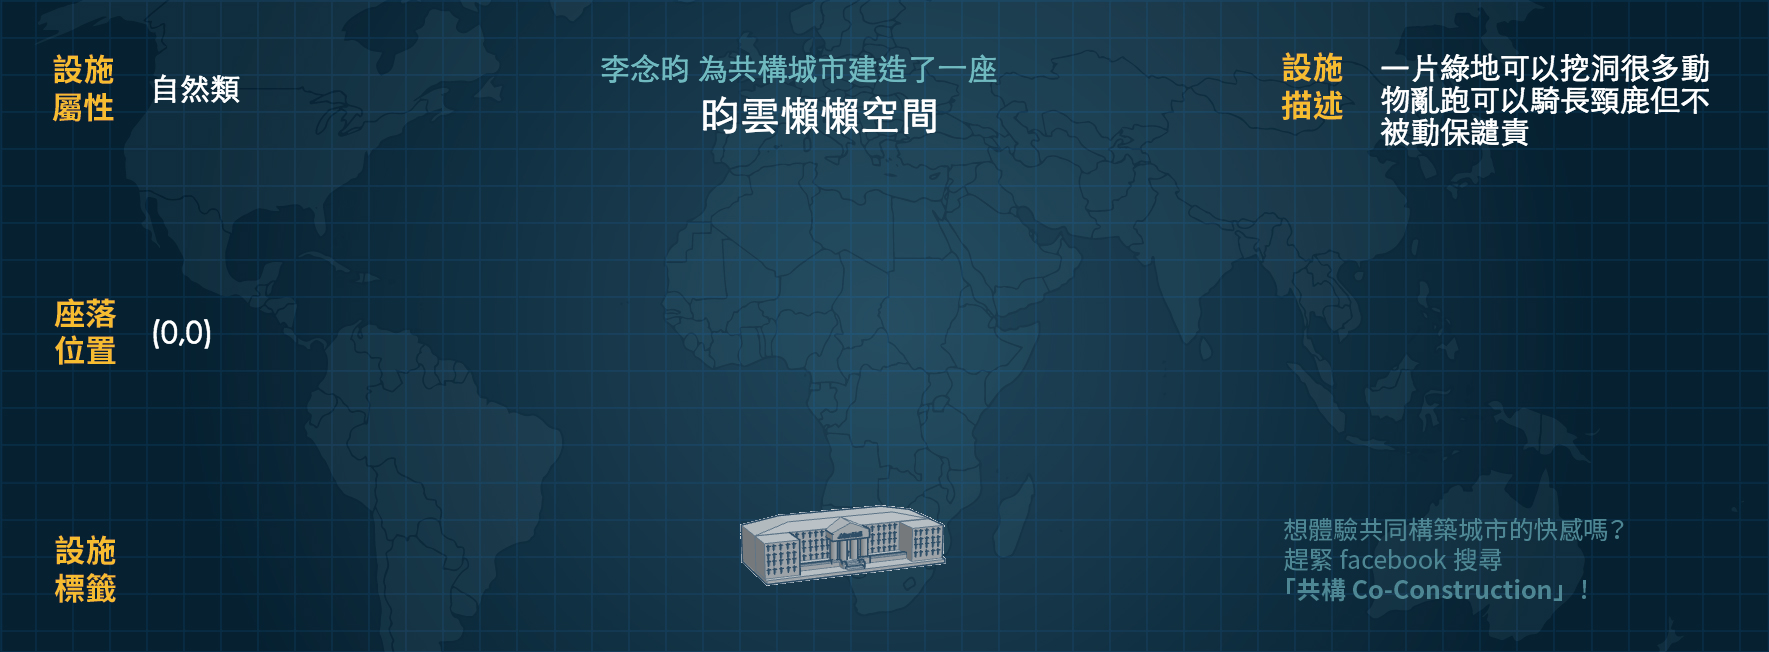 設施
屬性
自然類
李念昀 為共構城市建造了一座
昀雲懶懶空間
設施
描述
一片綠地可以挖洞很多動
物亂跑可以騎長頸鹿但不
被動保譴責
座落
位置
(0,0)
設施
標籤
想體驗共同構築城市的快感嗎?
趕緊 facebook 搜尋
「共構 Co-Construction」!